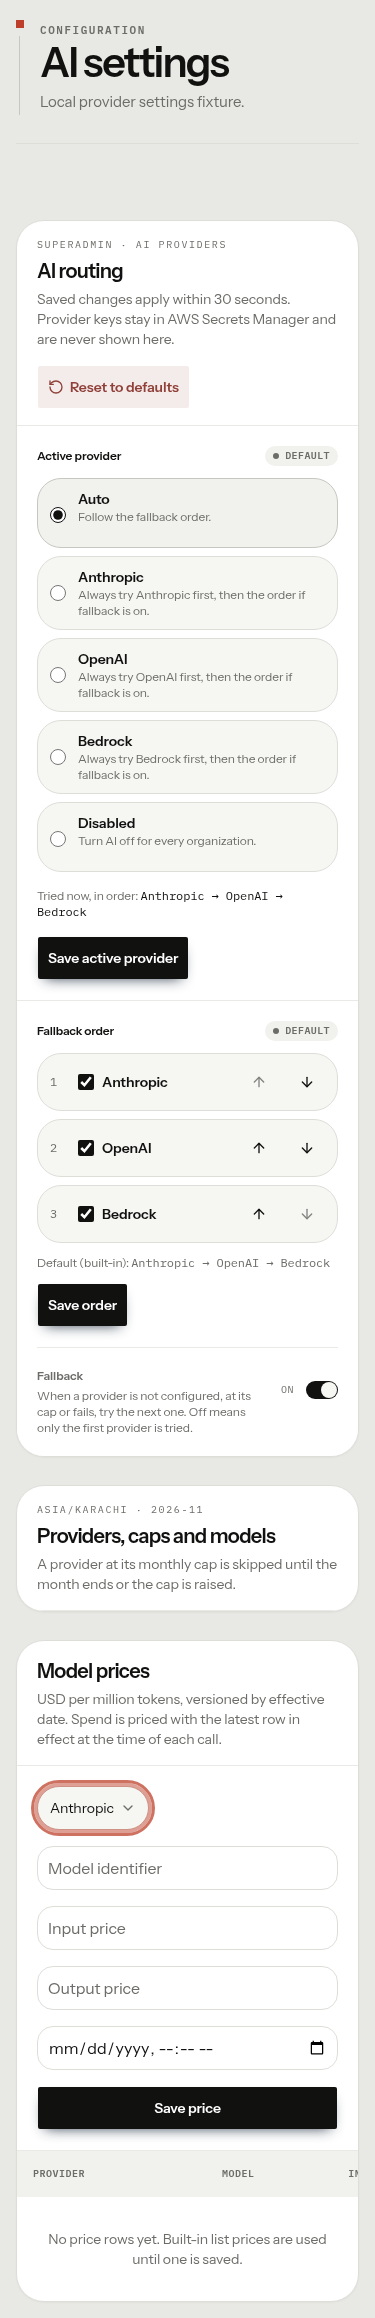 CONFIGURATION
AI settings
Local provider settings fixture.
SUPERADMIN · AI PROVIDERS
AI routing
Saved changes apply within 30 seconds.
Provider keys stay in AWS Secrets Manager and
are never shown here.
Reset to defaults
Active provider
DEFAULT
Auto
Follow the fallback order.
Anthropic
Always try Anthropic first, then the order if
fallback is on.
OpenAI
Always try OpenAI first, then the order if
fallback is on.
Bedrock
Always try Bedrock first, then the order if
fallback is on.
Disabled
Turn AI off for every organization.
Tried now, in order: Anthropic → OpenAI →
Bedrock
Save active provider
Fallback order
DEFAULT
1 Anthropic
2 OpenAI
3 Bedrock
Default (built-in): Anthropic → OpenAI → Bedrock
Save order
Fallback
When a provider is not configured, at its
cap or fails, try the next one. Off means
only the first provider is tried.
ON
ASIA/KARACHI · 2026-11
Providers, caps and models
A provider at its monthly cap is skipped until the
month ends or the cap is raised.
Model prices
USD per million tokens, versioned by effective
date. Spend is priced with the latest row in
effect at the time of each call.
Anthropic
Model identifier
Input price
Output price
mm/dd/yyyy, --:-- --
Save price
PROVIDER MODEL
No price rows yet. Built-in list prices are used
until one is saved.